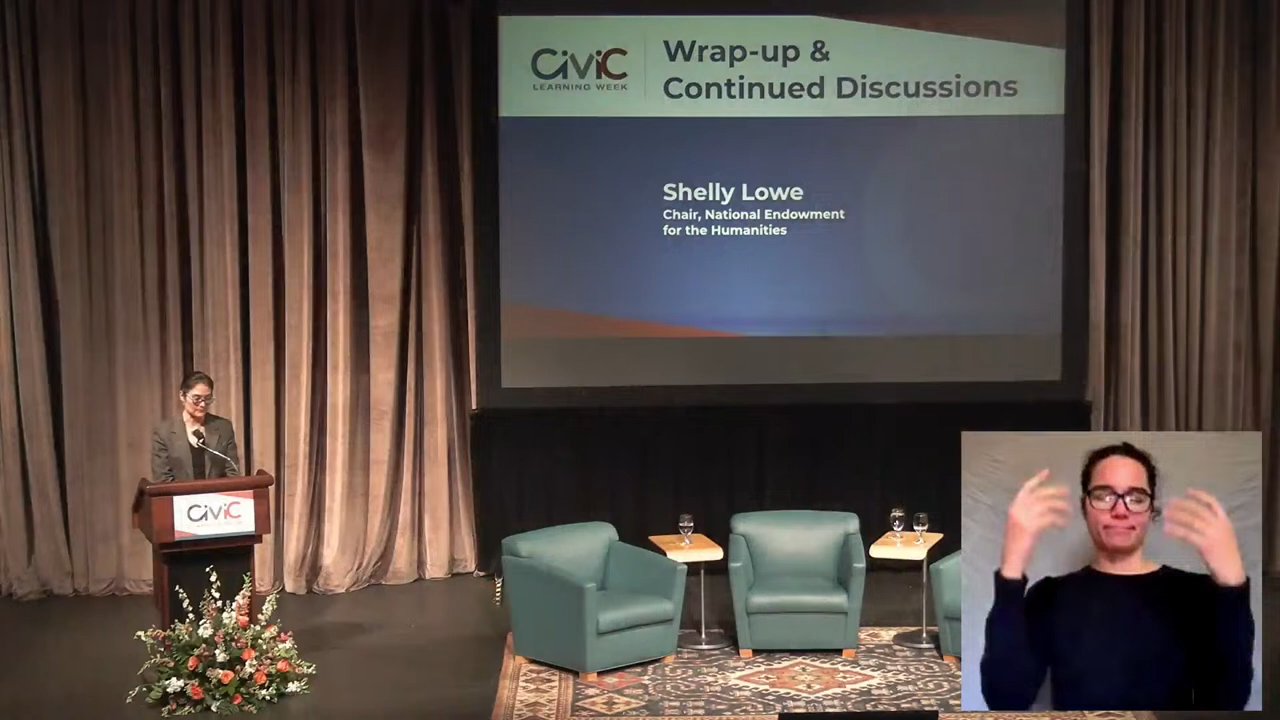 CiviC
LEARNING WEEK
Wrap-up &
Continued Discussions
Shelly Lowe
Chair, National Endowment
for the Humanities
CiviC